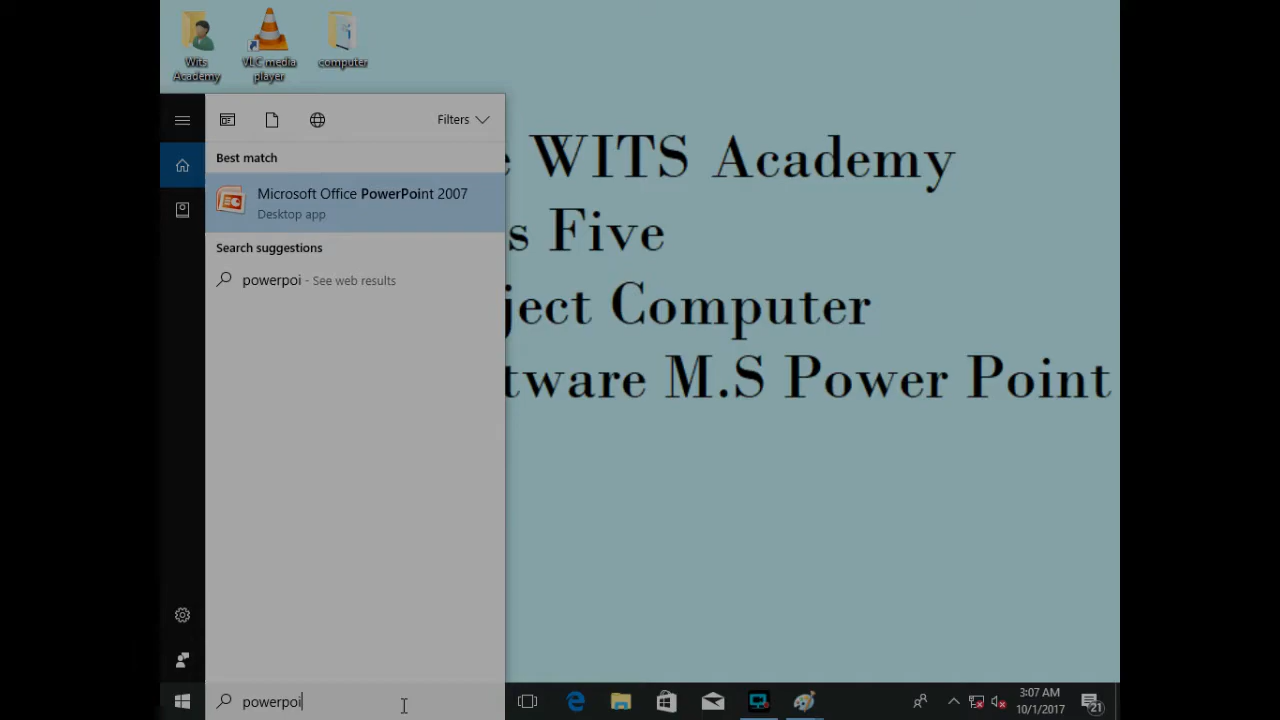 Wits
Academy
VLC media
player
computer
Filters
Best match
Microsoft Office PowerPoint 2007
Desktop app
Search suggestions
powerpoi - See web results
e WITS Academy
s Five
ject Computer
tware M.S Power Point
powerpoi
3:07 AM
10/1/2017
21